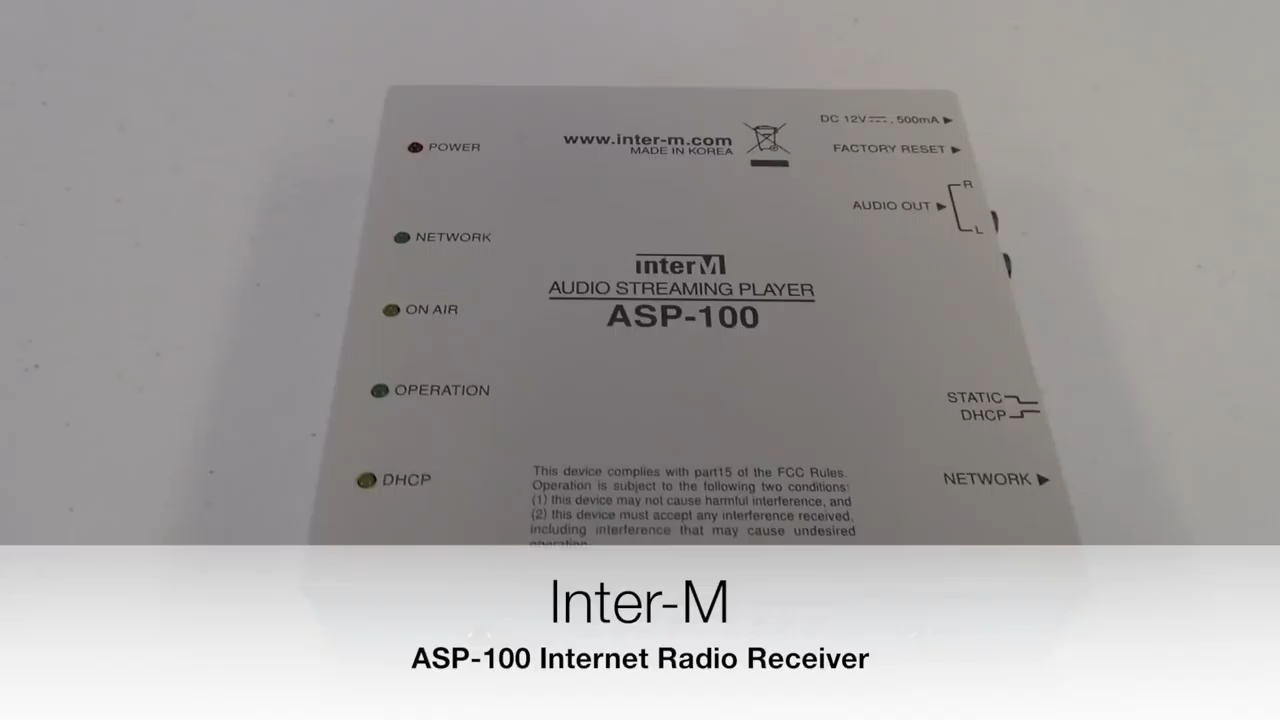 DC 12V⎓, 500mA ▶
www.inter-m.com
MADE IN KOREA
POWER
FACTORY RESET ▶
R
AUDIO OUT ▶
L
NETWORK
interM
AUDIO STREAMING PLAYER
ASP-100
ON AIR
OPERATION
STATIC
DHCP
DHCP
NETWORK ▶
This device complies with part15 of the FCC Rules.
Operation is subject to the following two conditions:
(1) this device may not cause harmful interference, and
(2) this device must accept any interference received,
including interference that may cause undesired
operation.
Inter-M
ASP-100 Internet Radio Receiver